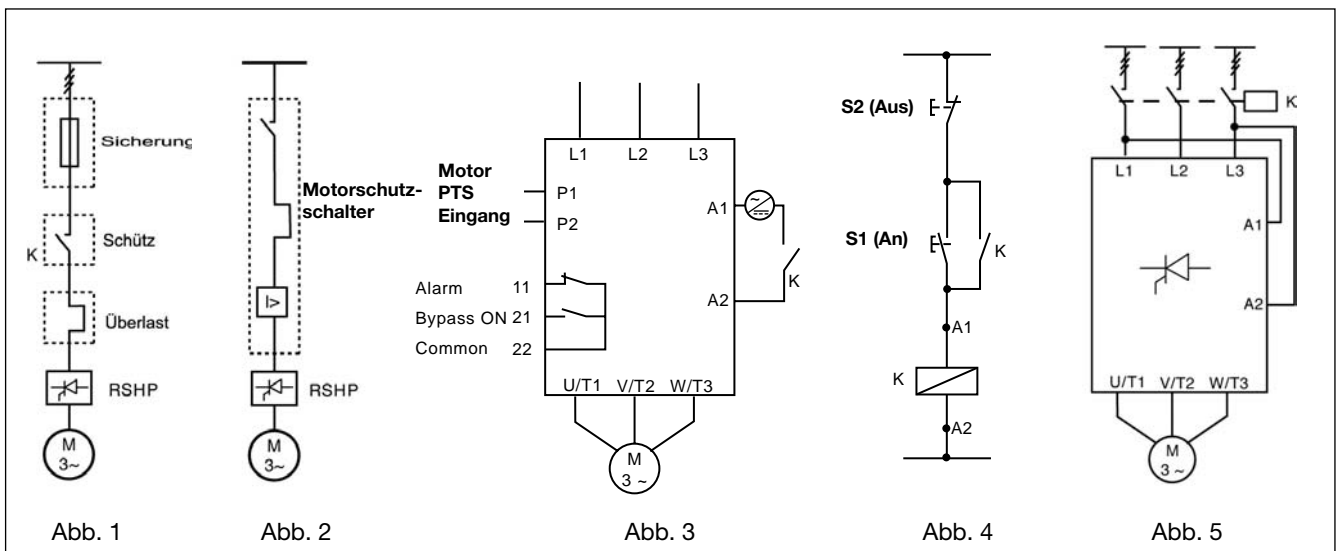 Sicherung
K
Schütz
Überlast
RSHP
M
3~
Abb. 1
Motorschutz-
schalter
I>
RSHP
M
3~
Abb. 2
L1 L2 L3
Motor
PTS
Eingang
P1
P2
A1
A2
K
Alarm 11
Bypass ON 21
Common 22
U/T1 V/T2 W/T3
M
3 ~
Abb. 3
S2 (Aus)
S1 (An)
K
A1
K
A2
Abb. 4
K
L1 L2 L3
A1
A2
U/T1 V/T2 W/T3
M
3~
Abb. 5